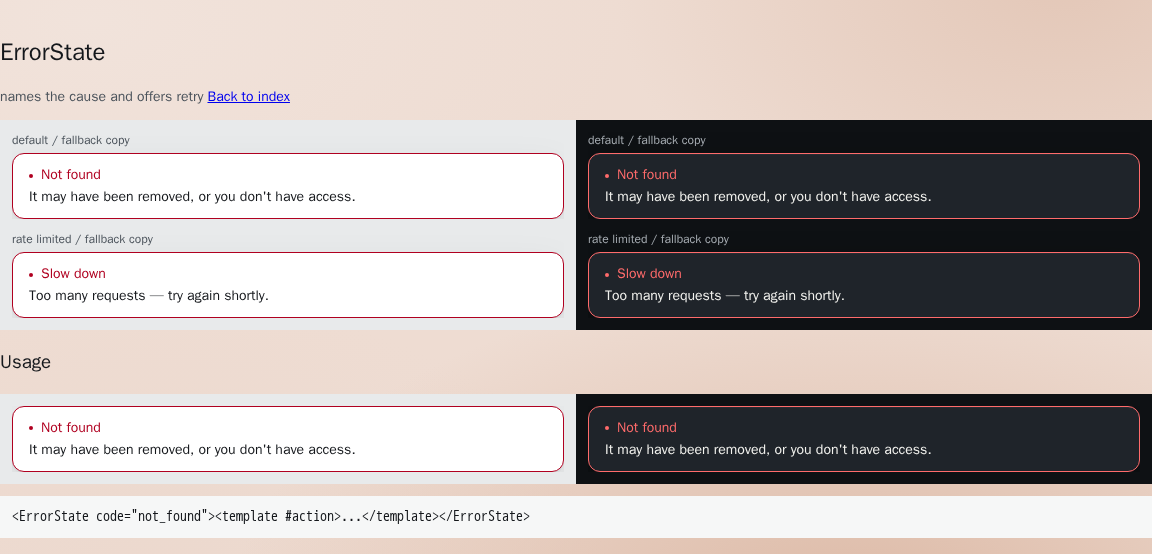 ErrorState
names the cause and offers retry Back to index
default / fallback copy
• Not found
It may have been removed, or you don't have access.
rate limited / fallback copy
• Slow down
Too many requests — try again shortly.
default / fallback copy
• Not found
It may have been removed, or you don't have access.
rate limited / fallback copy
• Slow down
Too many requests — try again shortly.
Usage
• Not found
It may have been removed, or you don't have access.
• Not found
It may have been removed, or you don't have access.
<ErrorState code="not_found"><template #action>...</template></ErrorState>